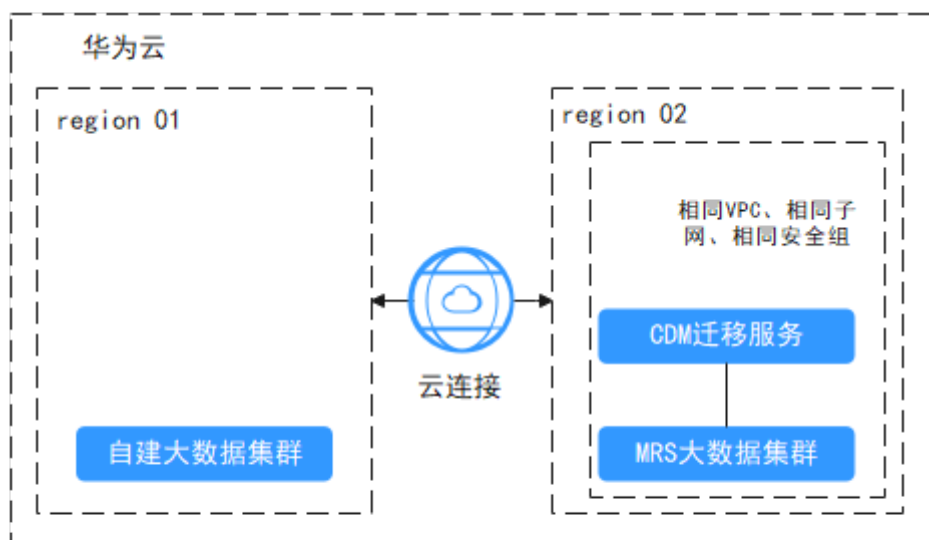 华为云
region 01
region 02
相同VPC、相同子
网、相同安全组
CDM迁移服务
云连接
自建大数据集群
MRS大数据集群